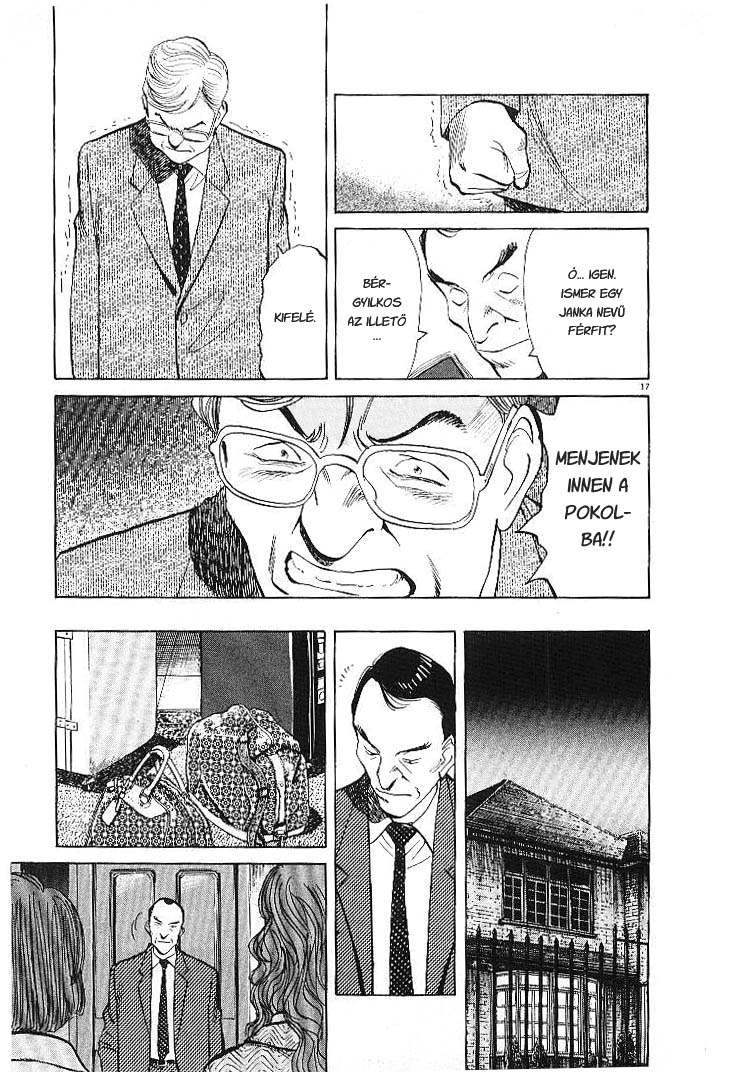 Ó... IGEN.
ISMER EGY
JANKA NEVŰ
FÉRFIT?
BÉR-
GYILKOS
AZ ILLETŐ
...
KIFELÉ.
17
MENJENEK
INNEN A
POKOL-
BA!!